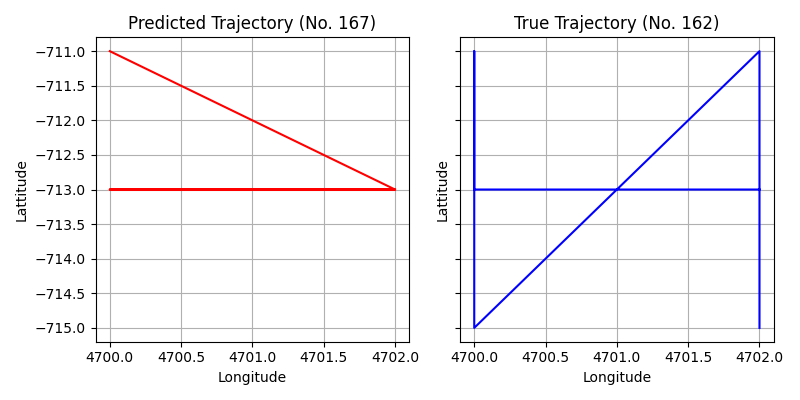 Predicted Trajectory (No. 167)
True Trajectory (No. 162)
−711.0
−711.5
−712.0
−712.5
−713.0
−713.5
−714.0
−714.5
−715.0
Lattitude
Lattitude
4700.0 4700.5 4701.0 4701.5 4702.0
4700.0 4700.5 4701.0 4701.5 4702.0
Longitude
Longitude